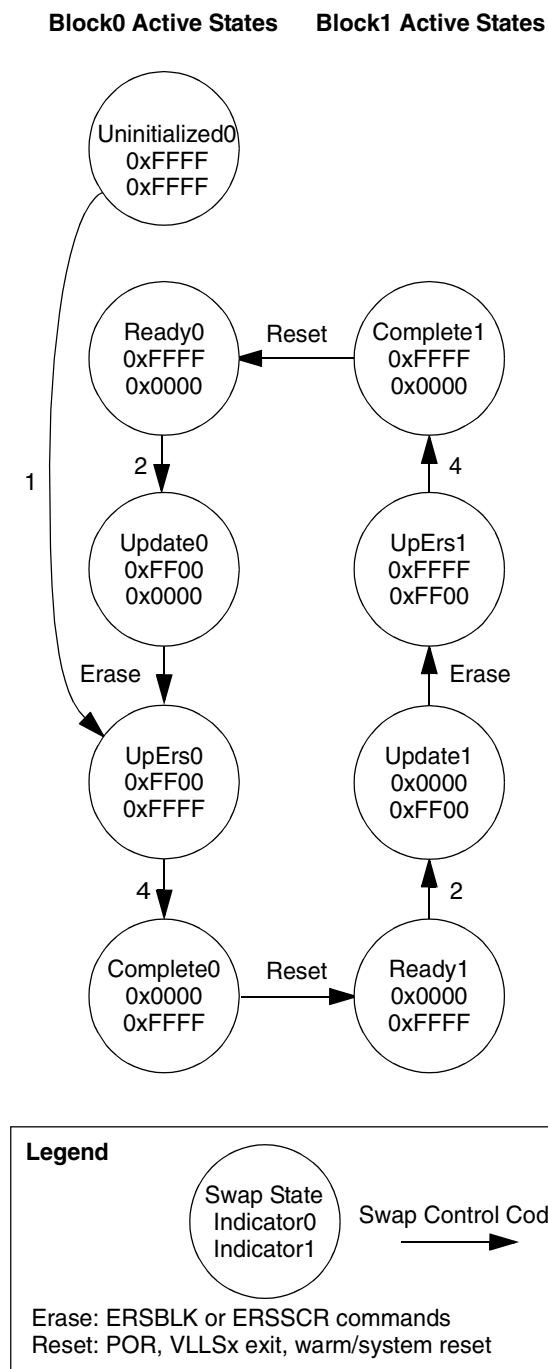 Block0 Active States
Block1 Active States
Uninitialized0
0xFFFF
0xFFFF
Ready0
0xFFFF
0x0000
Reset
Complete1
0xFFFF
0x0000
1
2
4
Update0
0xFF00
0x0000
UpErs1
0xFFFF
0xFF00
Erase
Erase
UpErs0
0xFF00
0xFFFF
Update1
0x0000
0xFF00
4
2
Complete0
0x0000
0xFFFF
Reset
Ready1
0x0000
0xFFFF
Legend
Swap State
Indicator0
Indicator1
Swap Control Cod
Erase: ERSBLK or ERSSCR commands
Reset: POR, VLLSx exit, warm/system reset